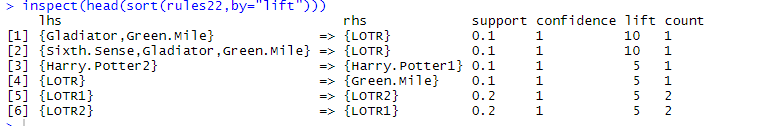 > inspect(head(sort(rules22,by="lift")))
    lhs                                 rhs             support confidence lift count
[1] {Gladiator,Green.Mile}           => {LOTR}          0.1     1          10   1
[2] {Sixth.Sense,Gladiator,Green.Mile} => {LOTR}          0.1     1          10   1
[3] {Harry.Potter2}                  => {Harry.Potter1} 0.1     1           5   1
[4] {LOTR}                           => {Green.Mile}    0.1     1           5   1
[5] {LOTR1}                          => {LOTR2}         0.2     1           5   2
[6] {LOTR2}                          => {LOTR1}         0.2     1           5   2